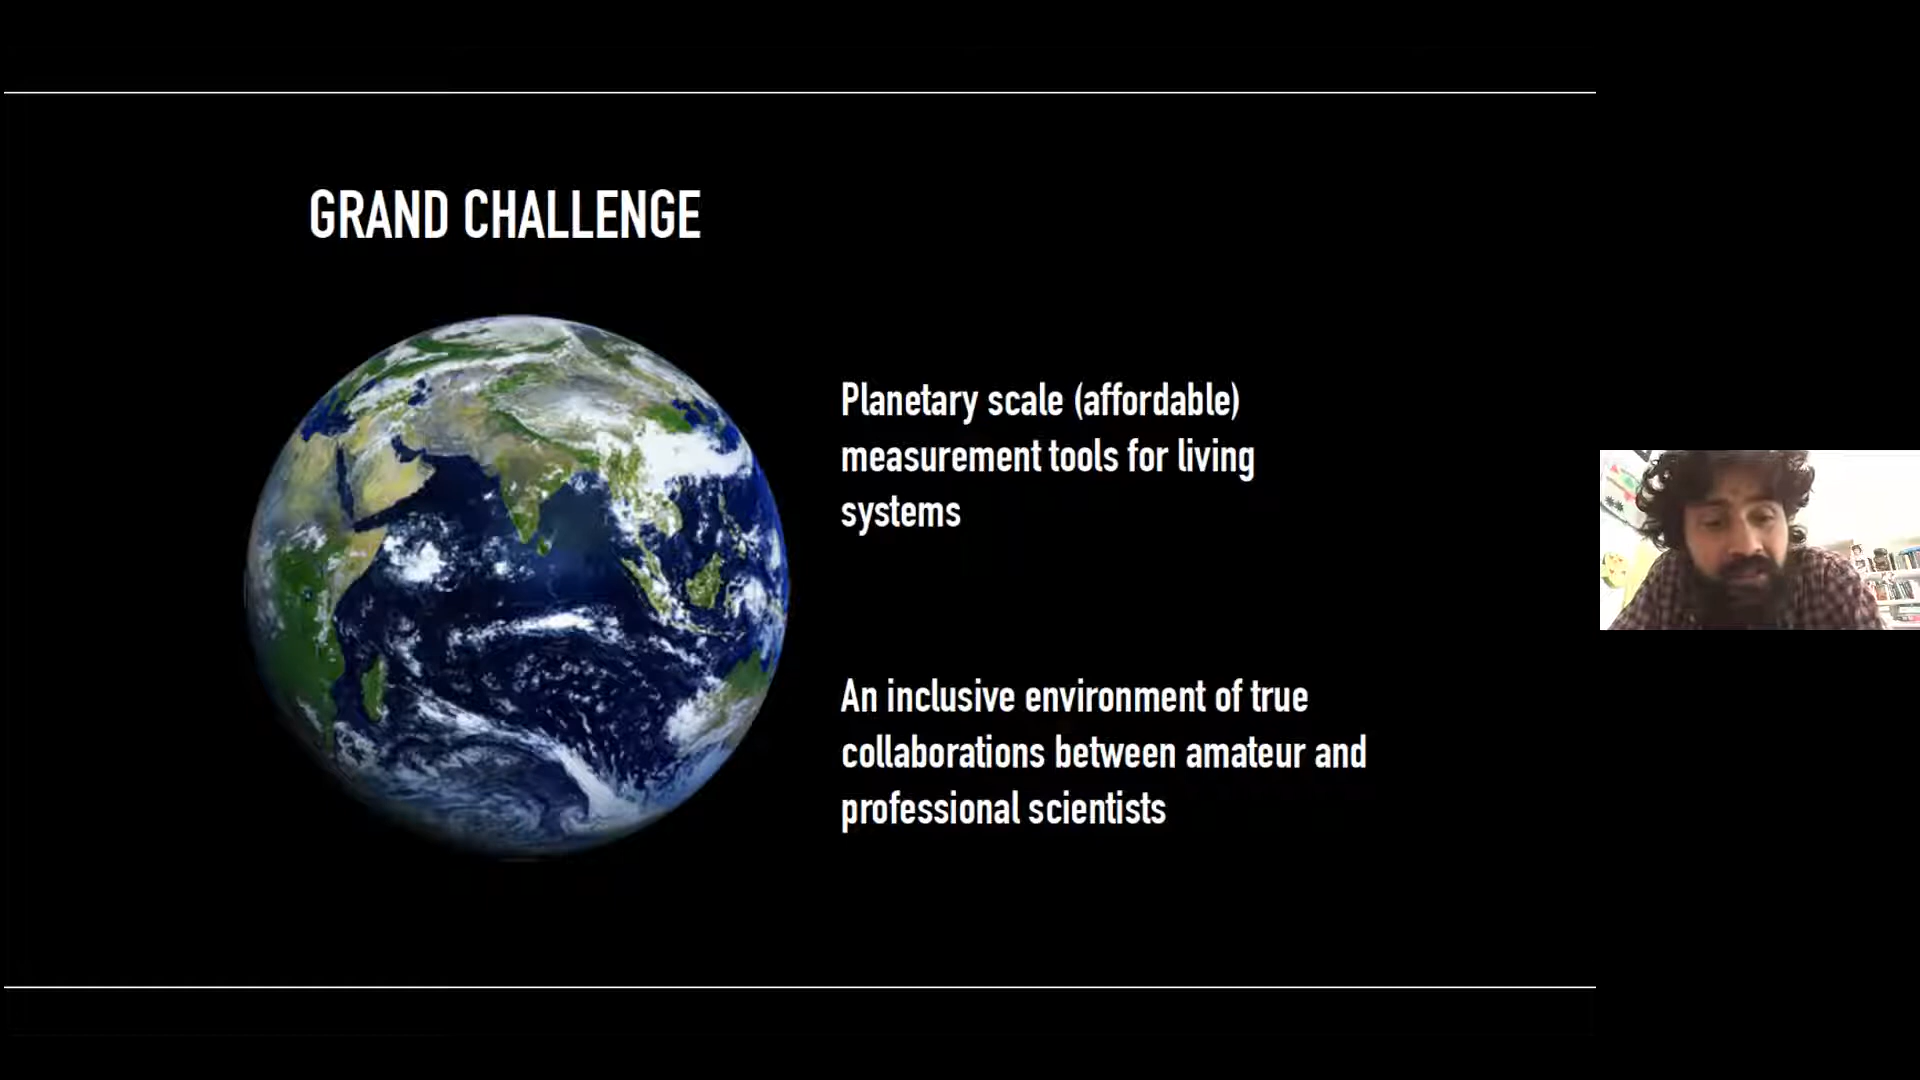 GRAND CHALLENGE
Planetary scale (affordable)
measurement tools for living
systems
An inclusive environment of true
collaborations between amateur and
professional scientists